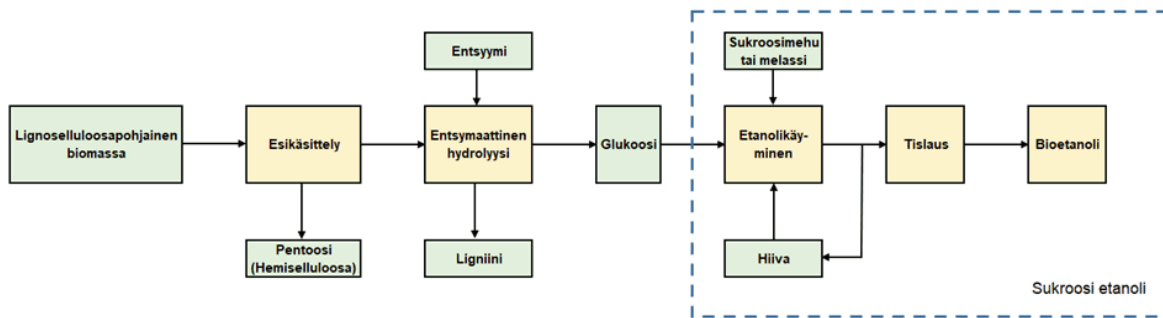 Entsyymi
Sukroosimehu
tai melassi
Lignoselluloosapohjainen
biomassa
Esikäsittely
Entsymaattinen
hydrolyysi
Glukoosi
Etanolikäy-
minen
Tislaus
Bioetanoli
Pentoosi
(Hemiselluloosa)
Ligniini
Hiiva
Sukroosi etanoli